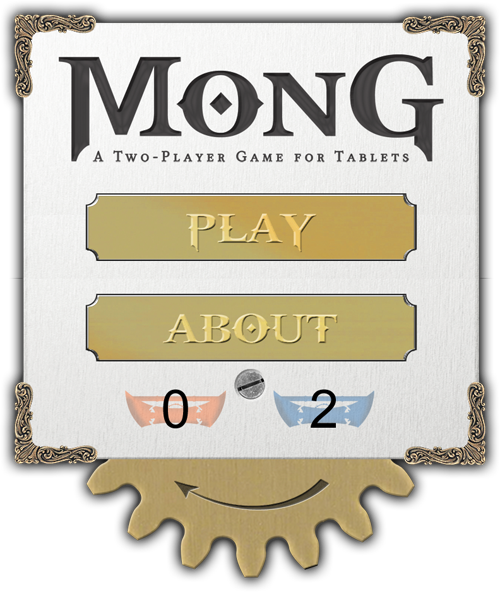 MONG
A TWO-PLAYER GAME FOR TABLETS
PLAY
ABOUT
0 2